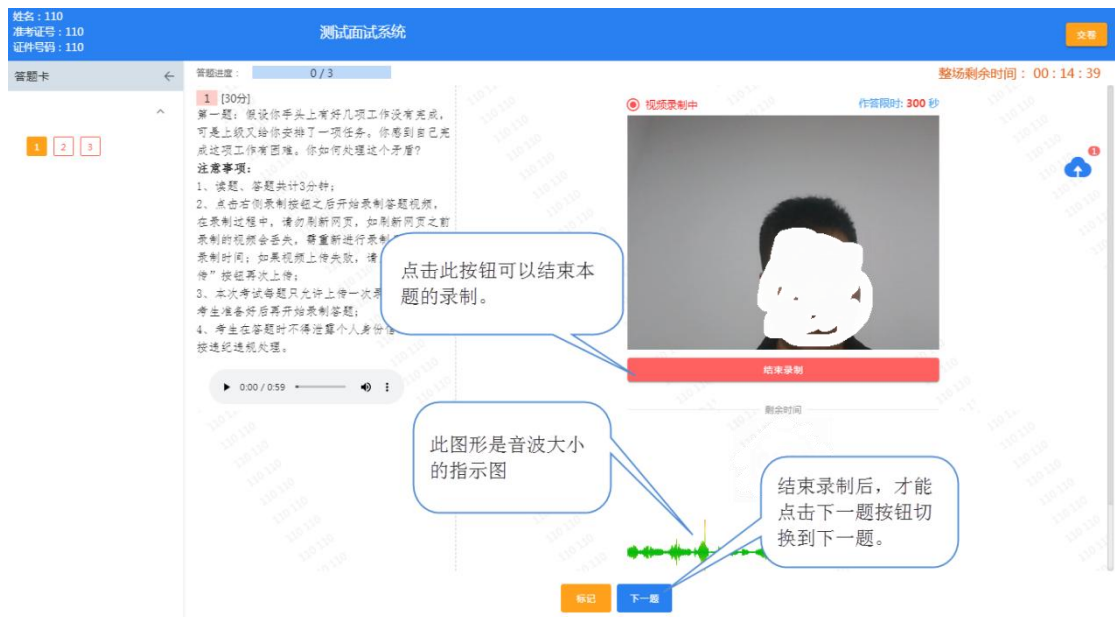 姓名：110
准考证号：110
证件号码：110
测试面试系统
交卷
答题卡
答题进度：
0 / 3
整场剩余时间：00：14：39
1 2 3
1 [30分]
第一题：假设你手头上有好几项工作没有完成，
可是上级又给你安排了一项任务。你感到自己完
成这项工作有困难。你如何处理这个矛盾？
注意事项：
1、读题、答题共计3分钟；
2、点击右侧录制按钮之后开始录制答题视频，
在录制过程中，请勿刷新网页，如刷新网页之前
录制的视频会丢失，需重新进行录制
录制时间；如果视频上传失败，请
传”按钮再次上传；
3、本次考试每题只允许上传一次录
考生准备好后再开始录制答题；
4、考生在答题时不得泄露个人身份信
按违纪违规处理。
0:00 / 0:59
视频录制中
作答限时: 300 秒
1
点击此按钮可以结束本
题的录制。
结束录制
剩余时间
此图形是音波大小
的指示图
结束录制后，才能
点击下一题按钮切
换到下一题。
标记
下一题